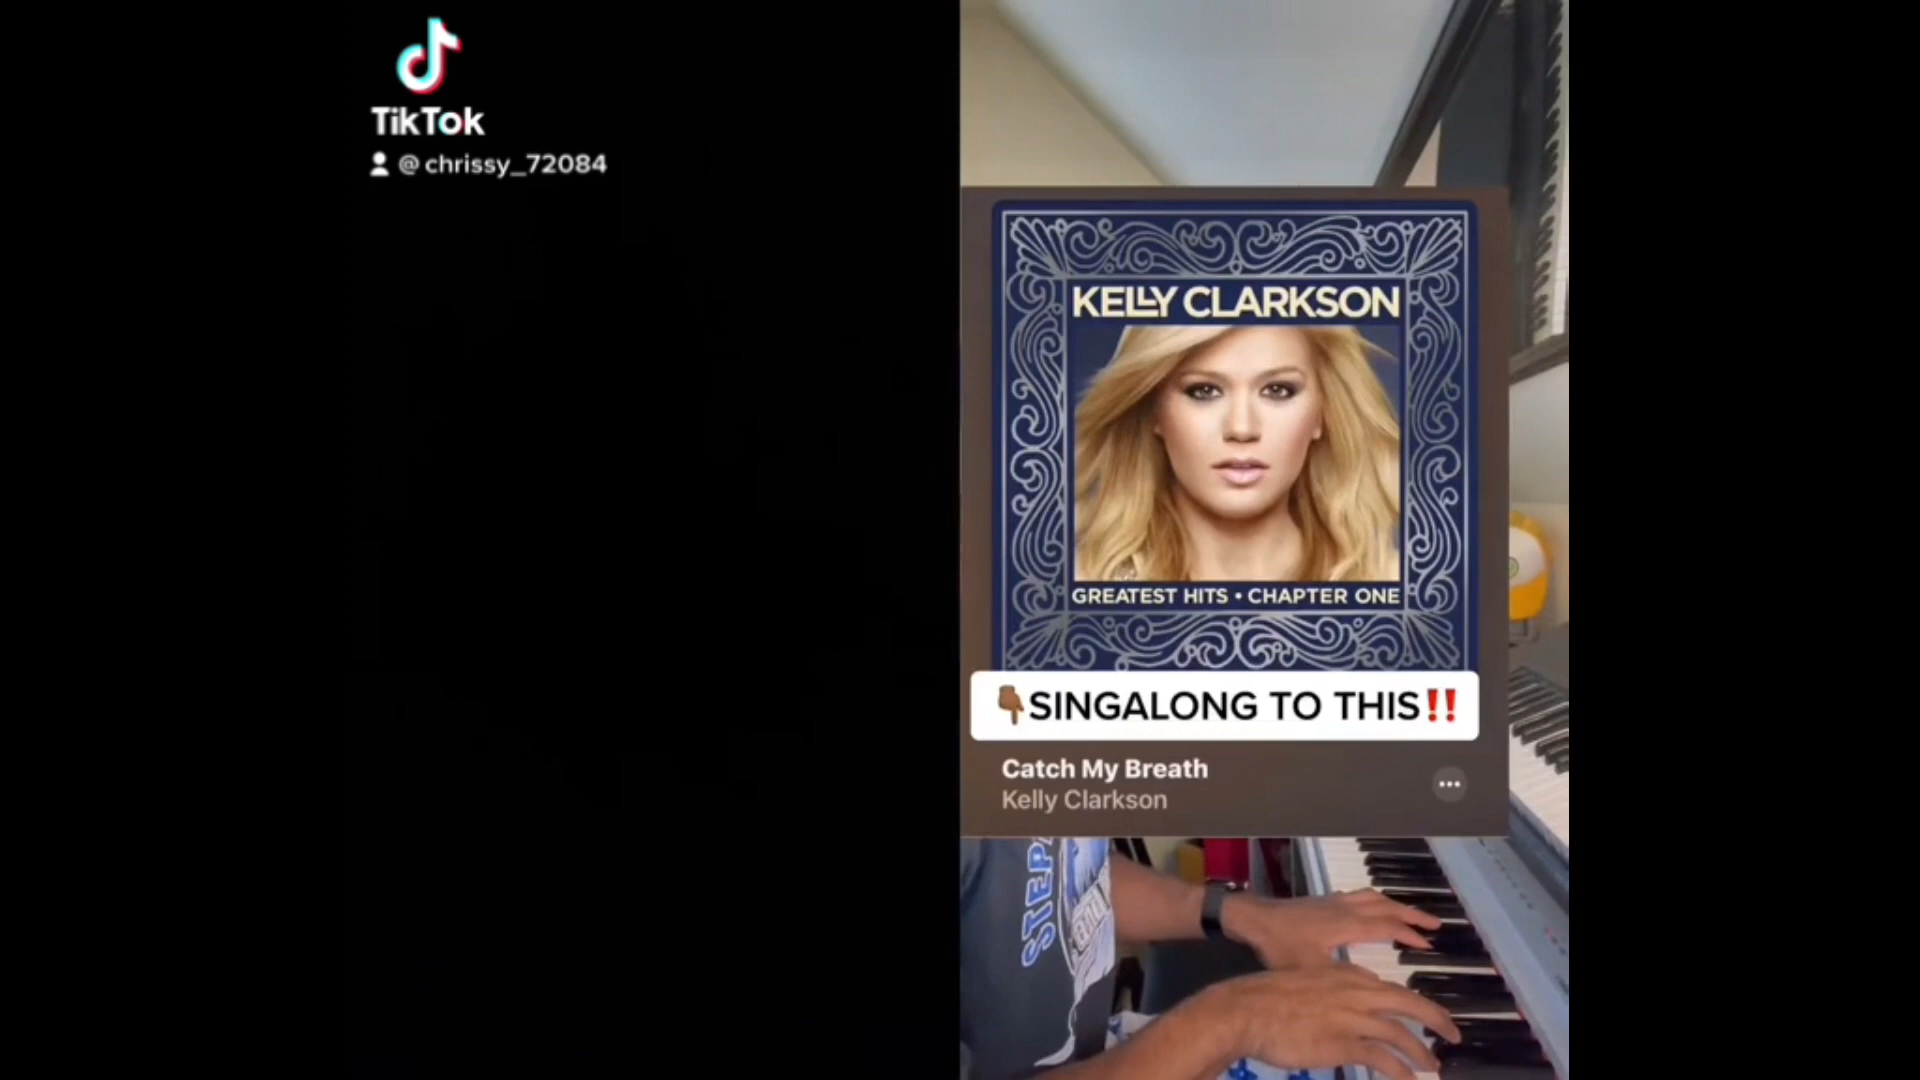 TikTok
@chrissy_72084
KELLY CLARKSON
GREATEST HITS • CHAPTER ONE
👇🏾SINGALONG TO THIS‼️
Catch My Breath
Kelly Clarkson